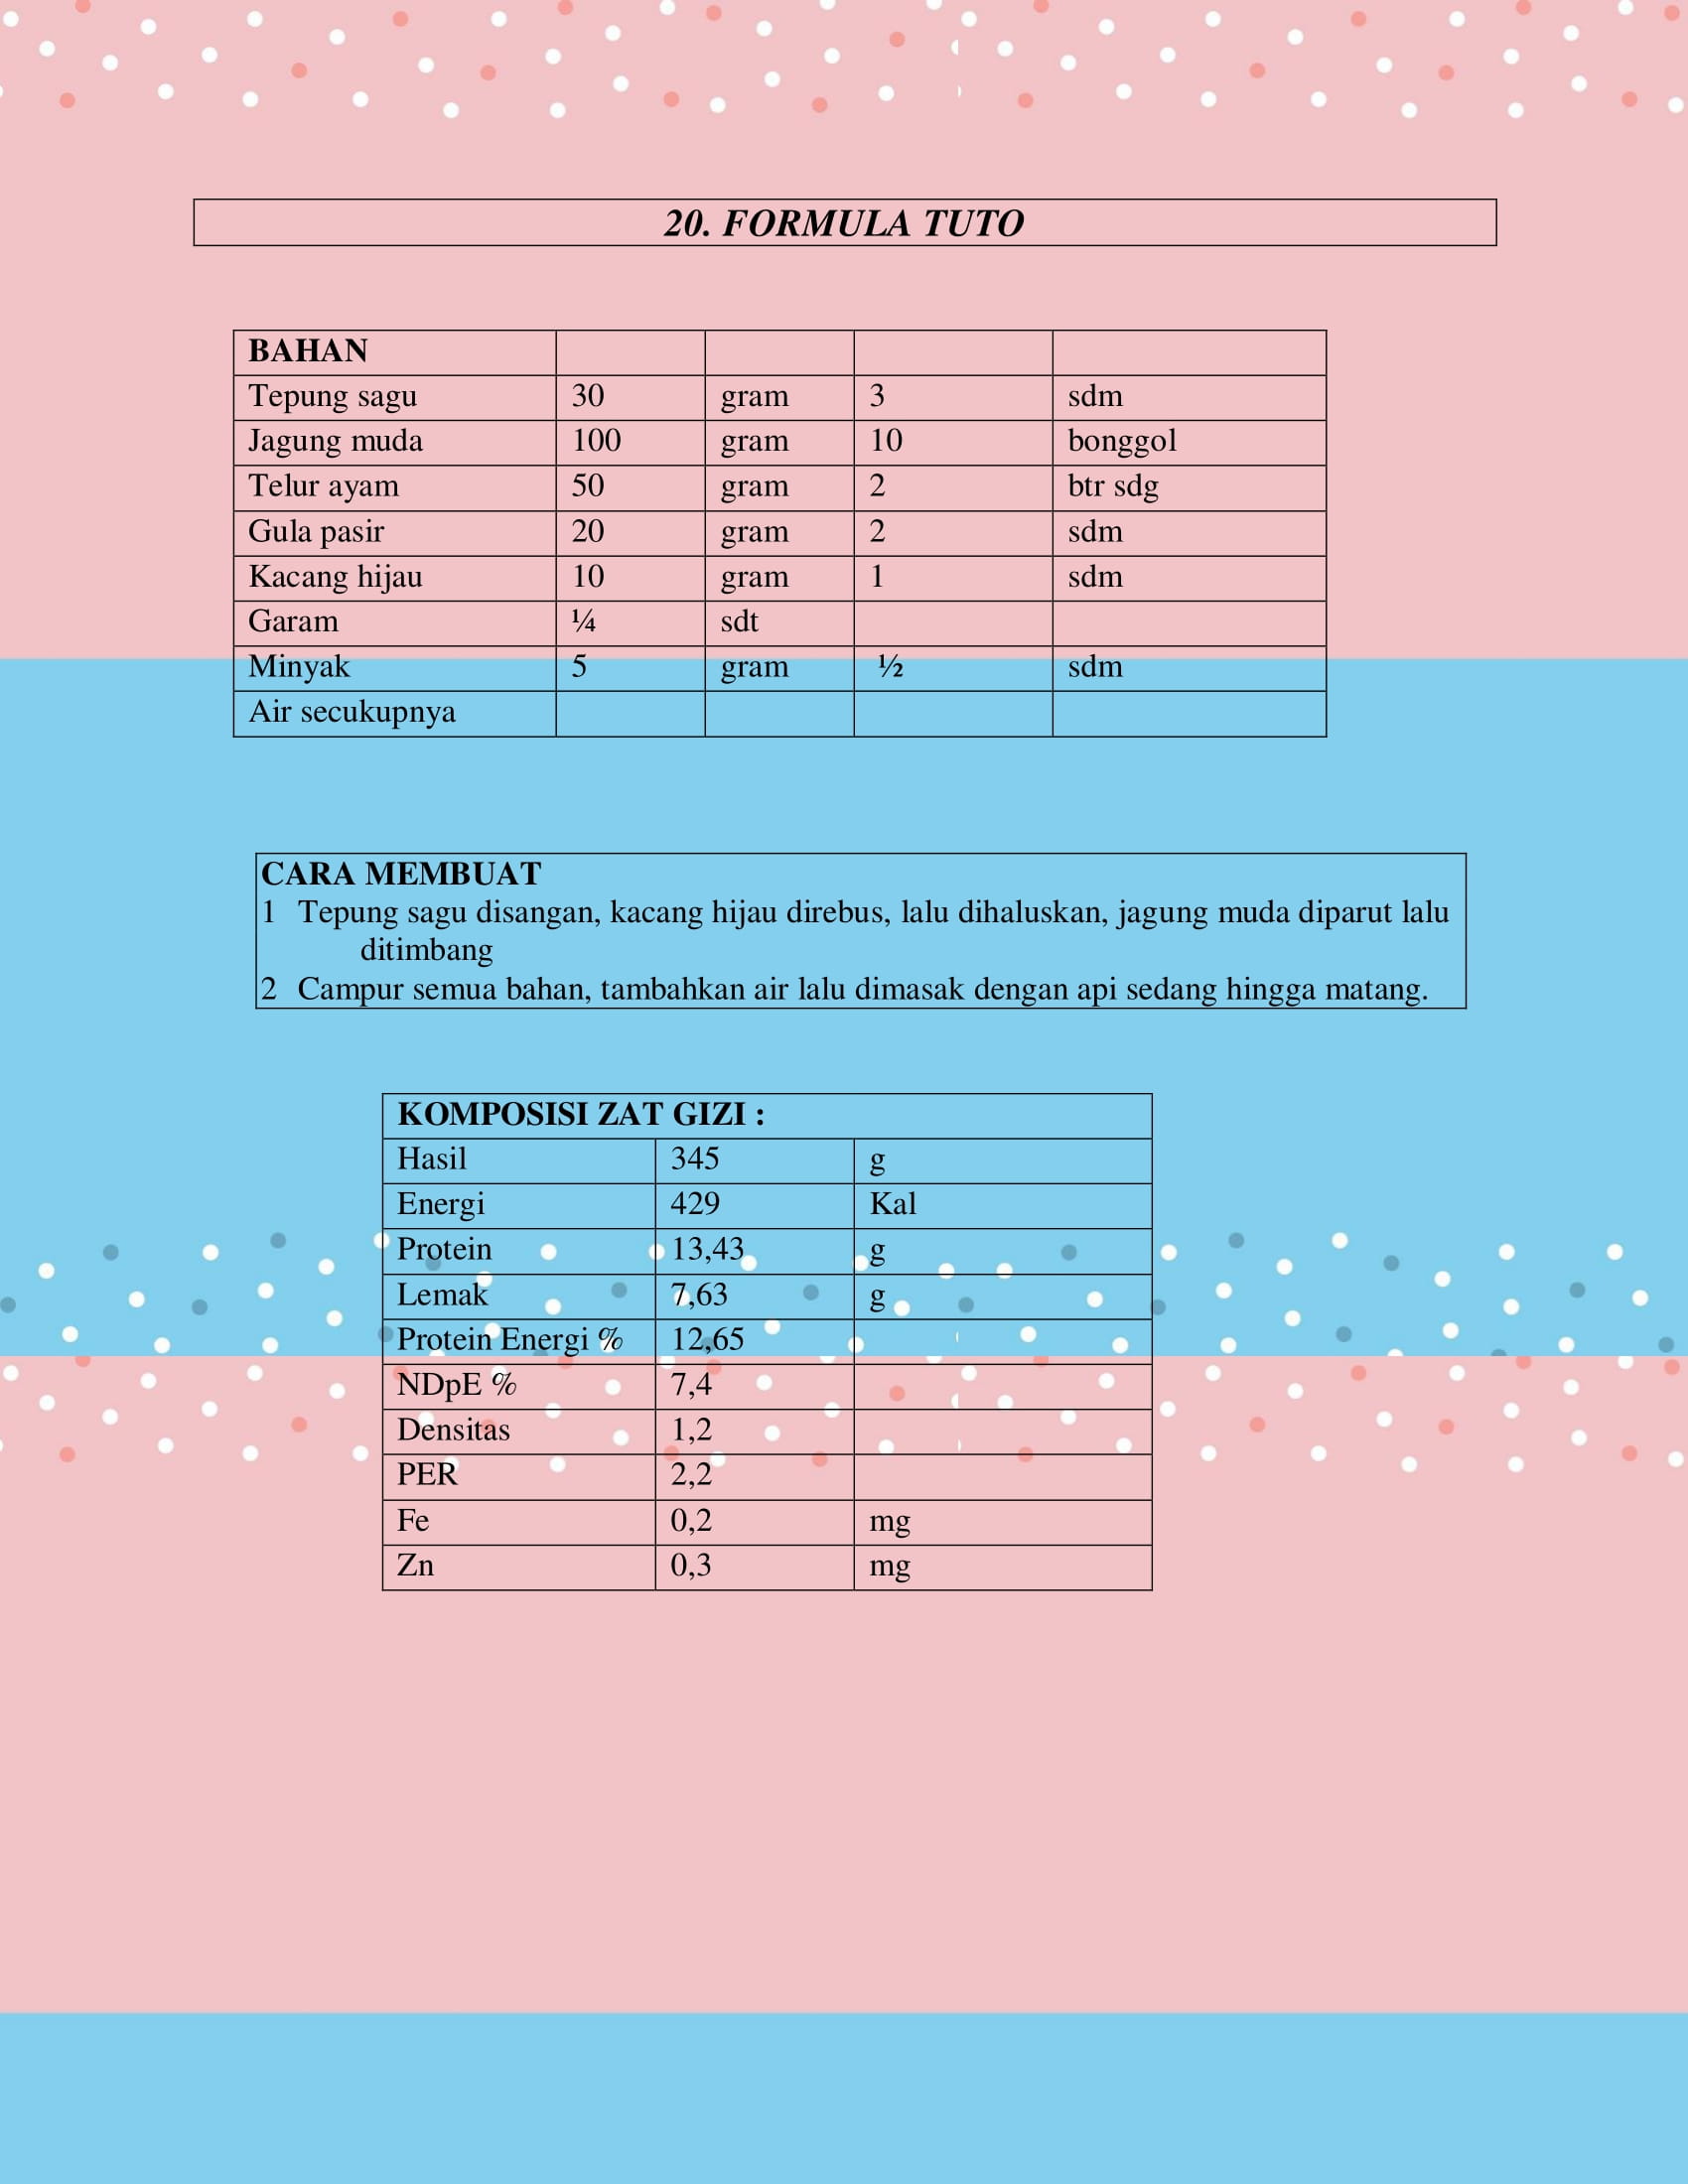 20. FORMULA TUTO
BAHAN
Tepung sagu 30 gram 3 sdm
Jagung muda 100 gram 10 bonggol
Telur ayam 50 gram 2 btr sdg
Gula pasir 20 gram 2 sdm
Kacang hijau 10 gram 1 sdm
Garam ¼ sdt
Minyak 5 gram ½ sdm
Air secukupnya
CARA MEMBUAT
1 Tepung sagu disangan, kacang hijau direbus, lalu dihaluskan, jagung muda diparut lalu
ditimbang
2 Campur semua bahan, tambahkan air lalu dimasak dengan api sedang hingga matang.
KOMPOSISI ZAT GIZI :
Hasil 345 g
Energi 429 Kal
Protein 13,43 g
Lemak 7,63 g
Protein Energi % 12,65
NDpE % 7,4
Densitas 1,2
PER 2,2
Fe 0,2 mg
Zn 0,3 mg